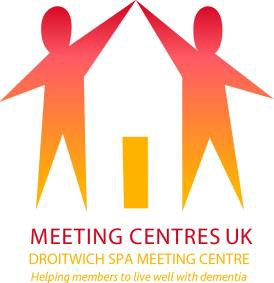 MEETING CENTRES UK
DROITWICH SPA MEETING CENTRE
Helping members to live well with dementia